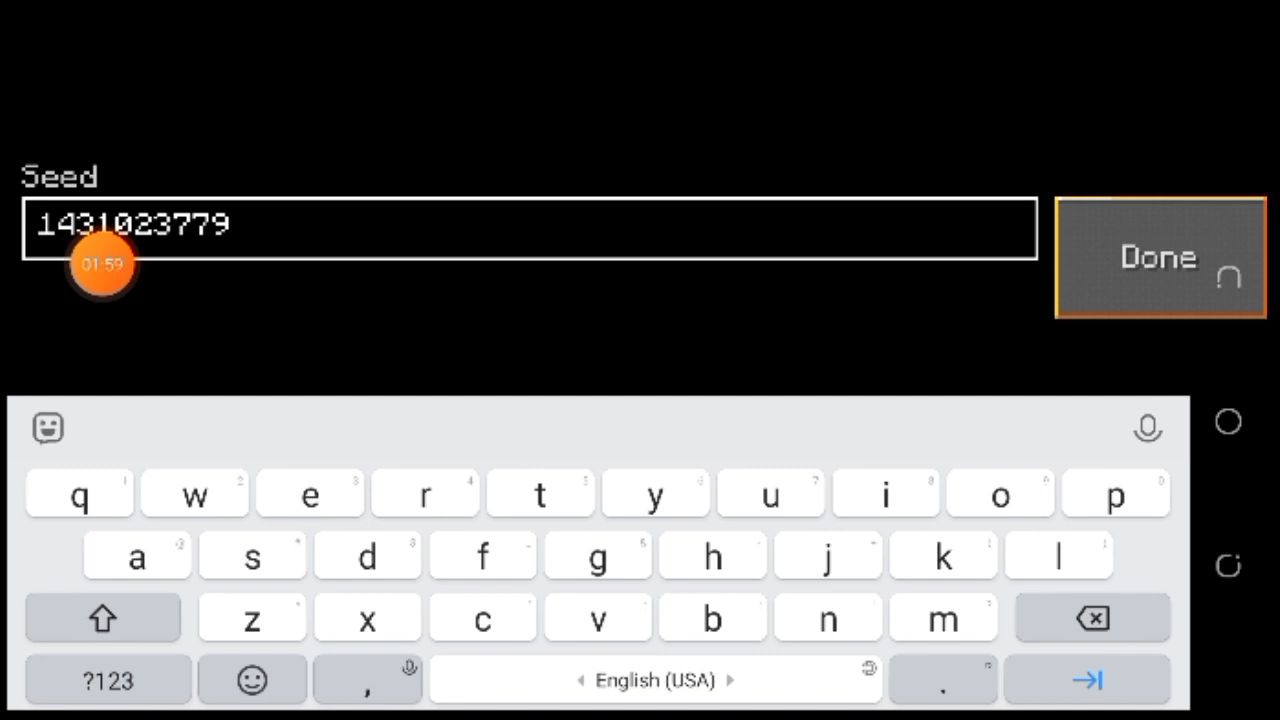 Seed
1431023779
01:59
Done
q w e r t y u i o p
a s d f g h j k l
z x c v b n m
?123 , English (USA) .